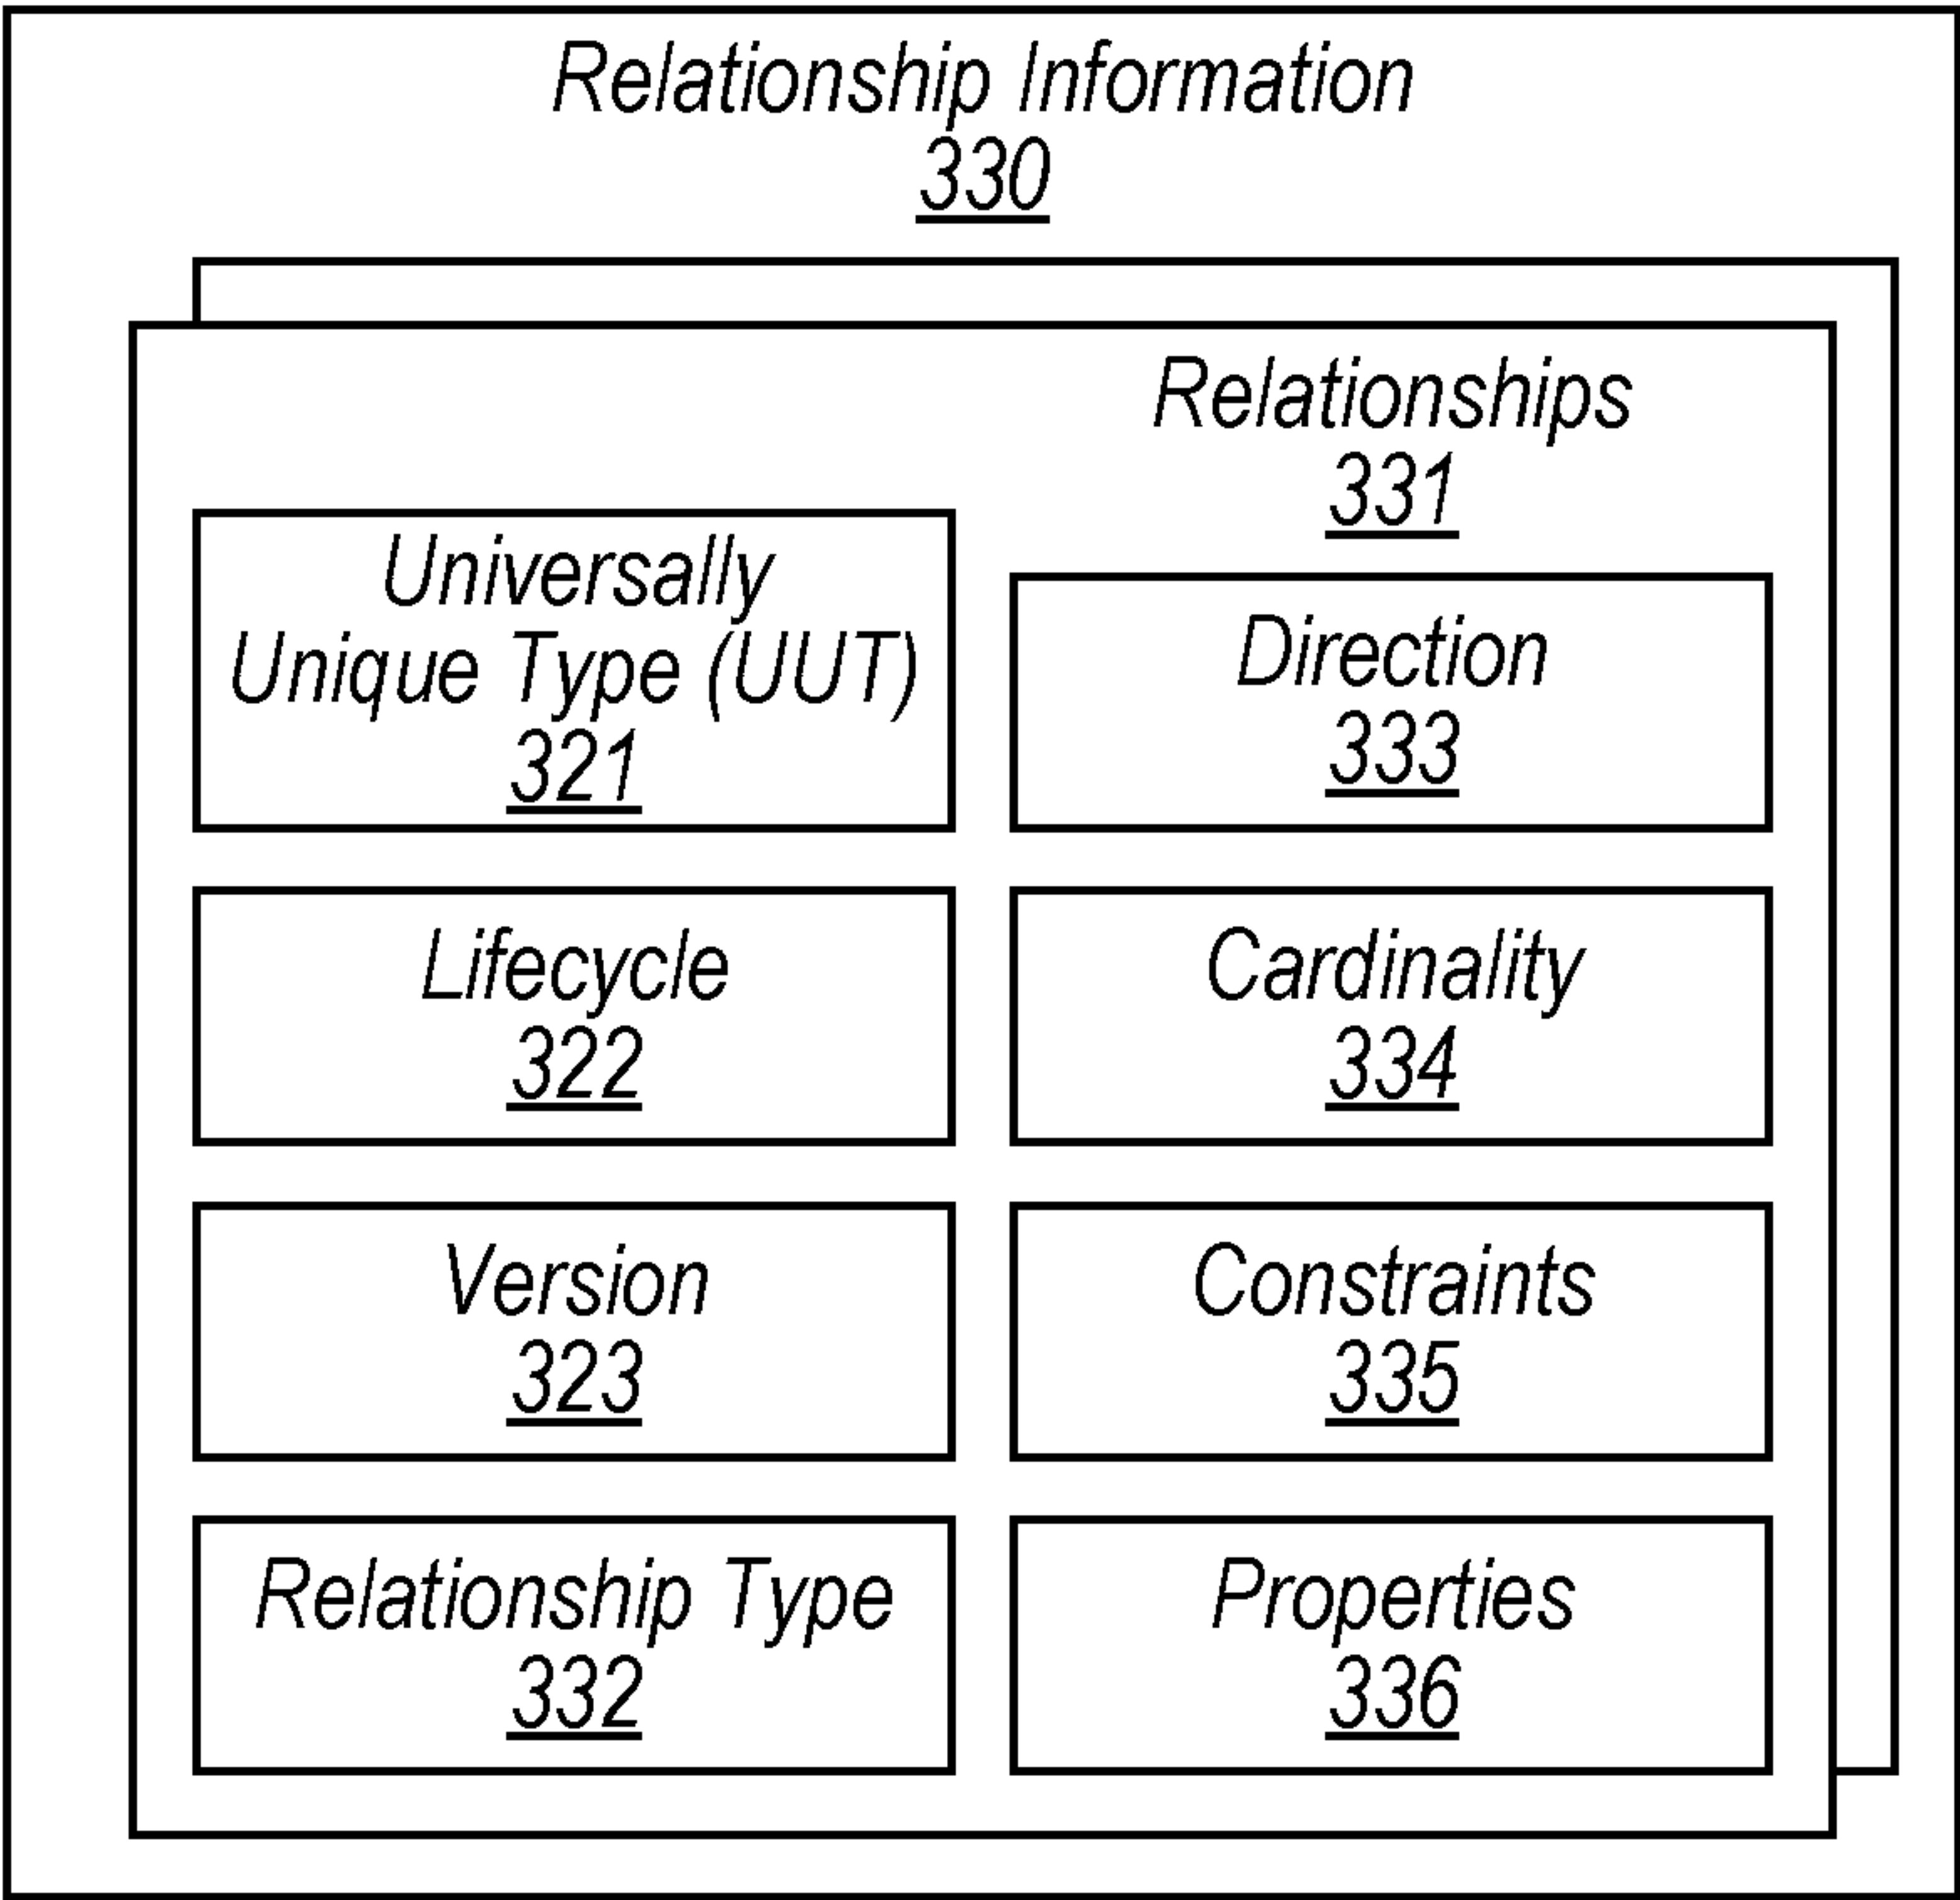 Relationship Information
330
Relationships
331
Universally
Unique Type (UUT)
321
Direction
333
Lifecycle
322
Cardinality
334
Version
323
Constraints
335
Relationship Type
332
Properties
336